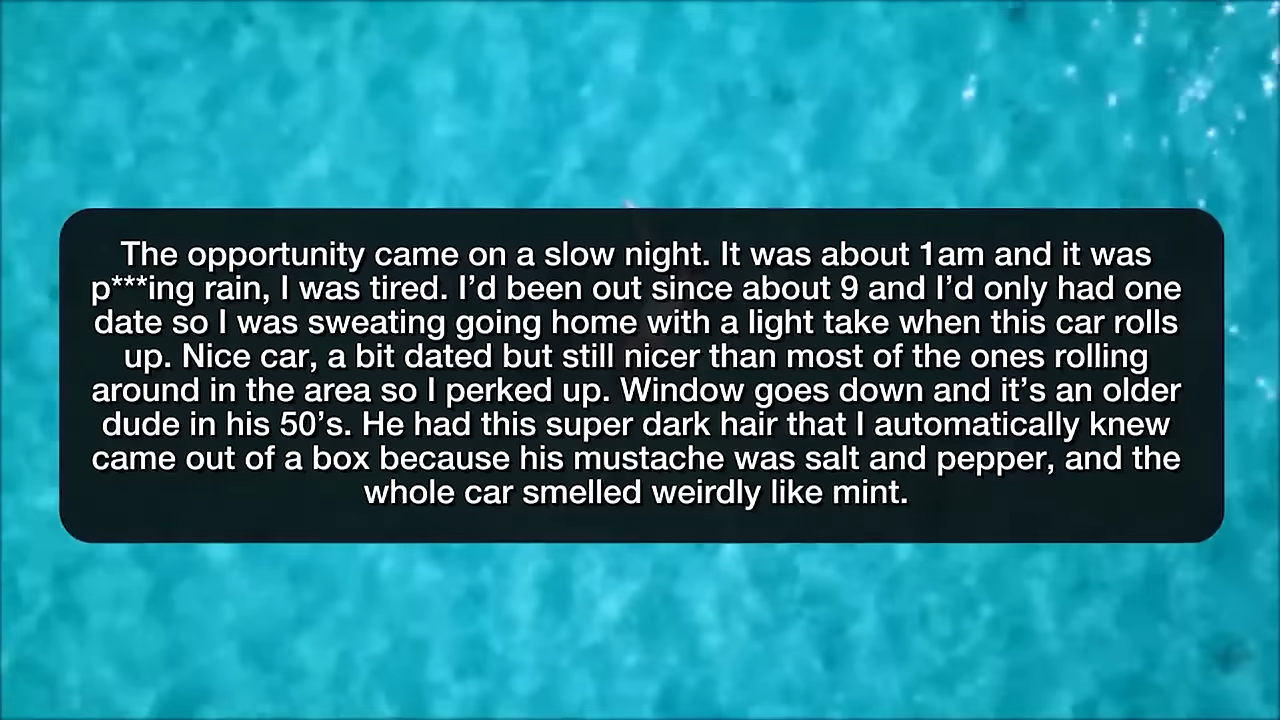 The opportunity came on a slow night. It was about 1am and it was
p***ing rain, I was tired. I’d been out since about 9 and I’d only had one
date so I was sweating going home with a light take when this car rolls
up. Nice car, a bit dated but still nicer than most of the ones rolling
around in the area so I perked up. Window goes down and it’s an older
dude in his 50’s. He had this super dark hair that I automatically knew
came out of a box because his mustache was salt and pepper, and the
whole car smelled weirdly like mint.